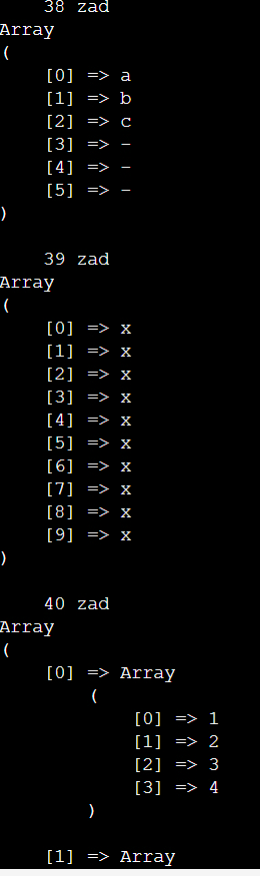 38 zad
Array
(
[0] => a
[1] => b
[2] => c
[3] => -
[4] => -
[5] => -
)
39 zad
Array
(
[0] => x
[1] => x
[2] => x
[3] => x
[4] => x
[5] => x
[6] => x
[7] => x
[8] => x
[9] => x
)
40 zad
Array
(
[0] => Array
(
[0] => 1
[1] => 2
[2] => 3
[3] => 4
)
[1] => Array